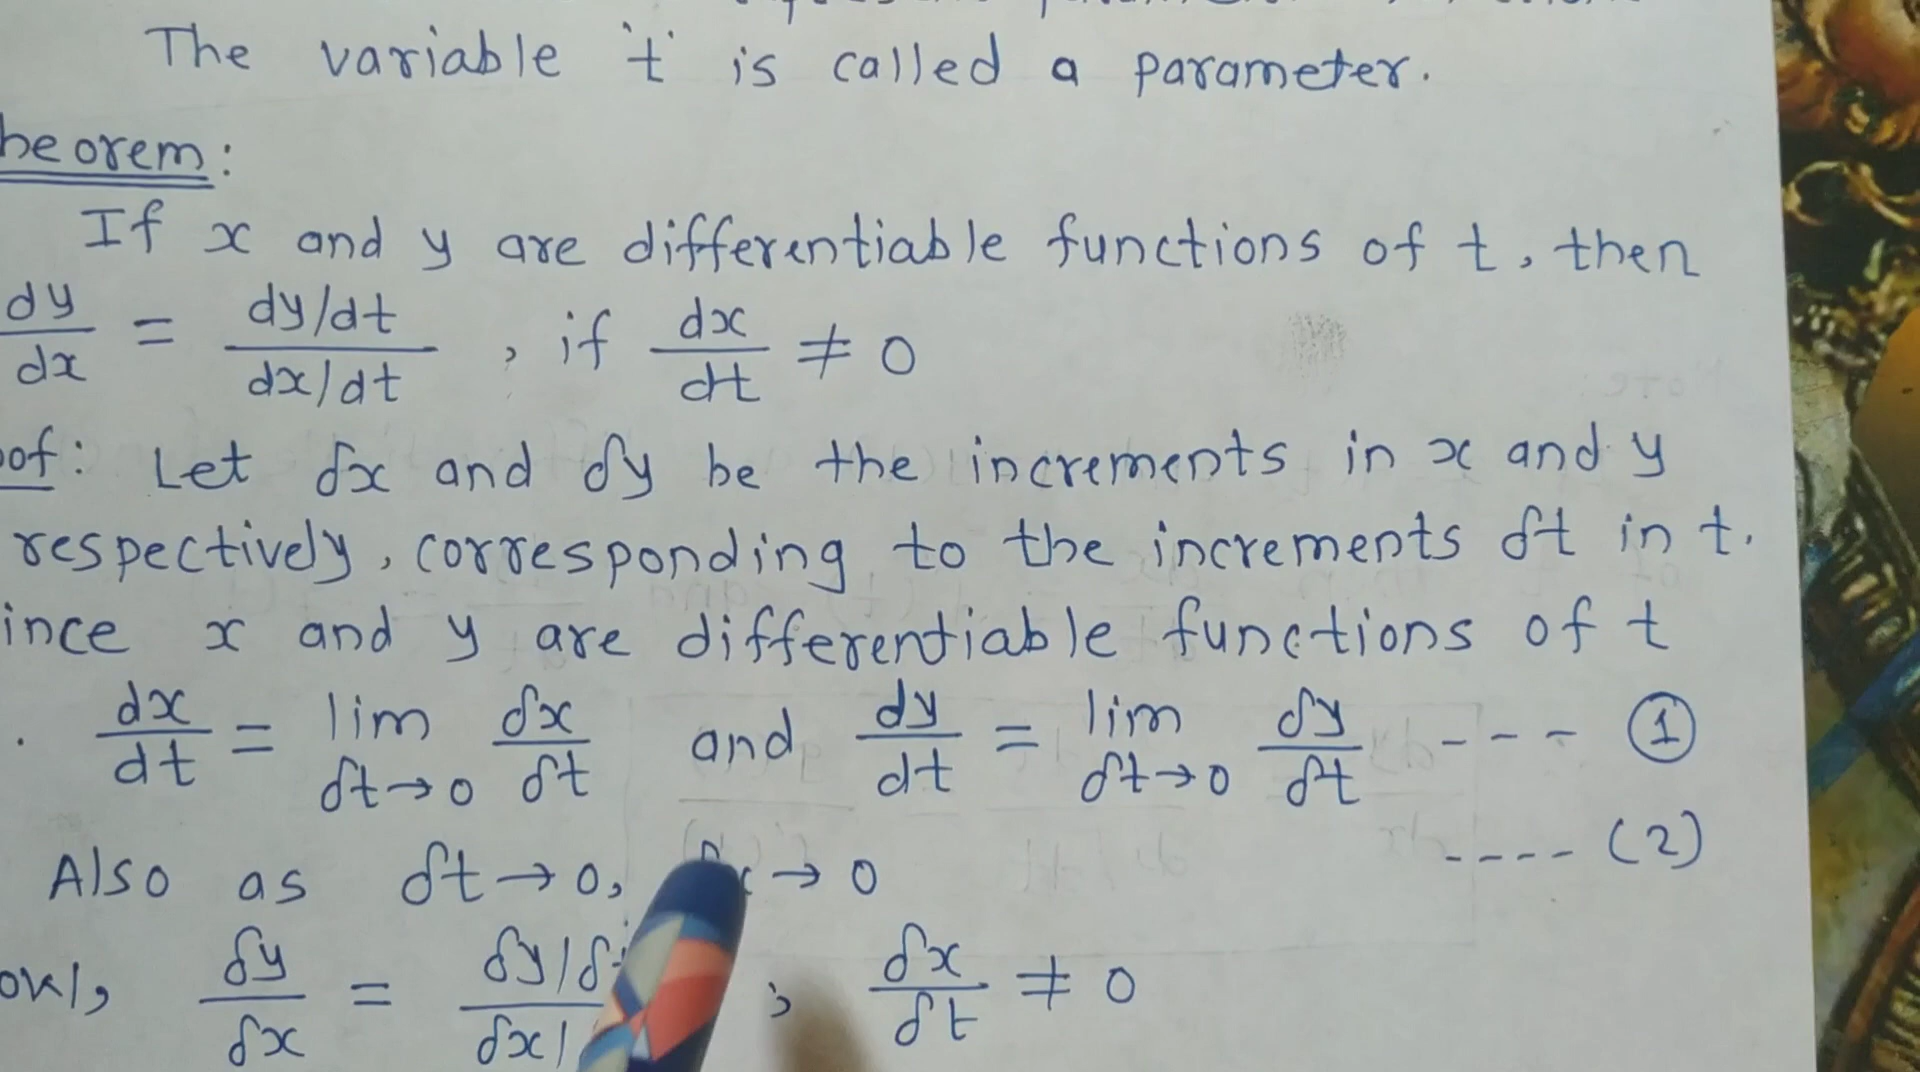 The variable 't' is called a parameter.
heorem:
If x and y are differentiable functions of t, then
dy/dx = (dy/dt)/(dx/dt), if dx/dt ≠ 0
of: Let δx and δy be the increments in x and y
respectively, corresponding to the increments δt in t.
ince x and y are differentiable functions of t
. dx/dt = lim δt→0 δx/δt and dy/dt = lim δt→0 δy/δt ---- ①
Also as δt → 0, → 0 ---- (2)
δy/δx = δy/δ δx/ , δx/δt ≠ 0